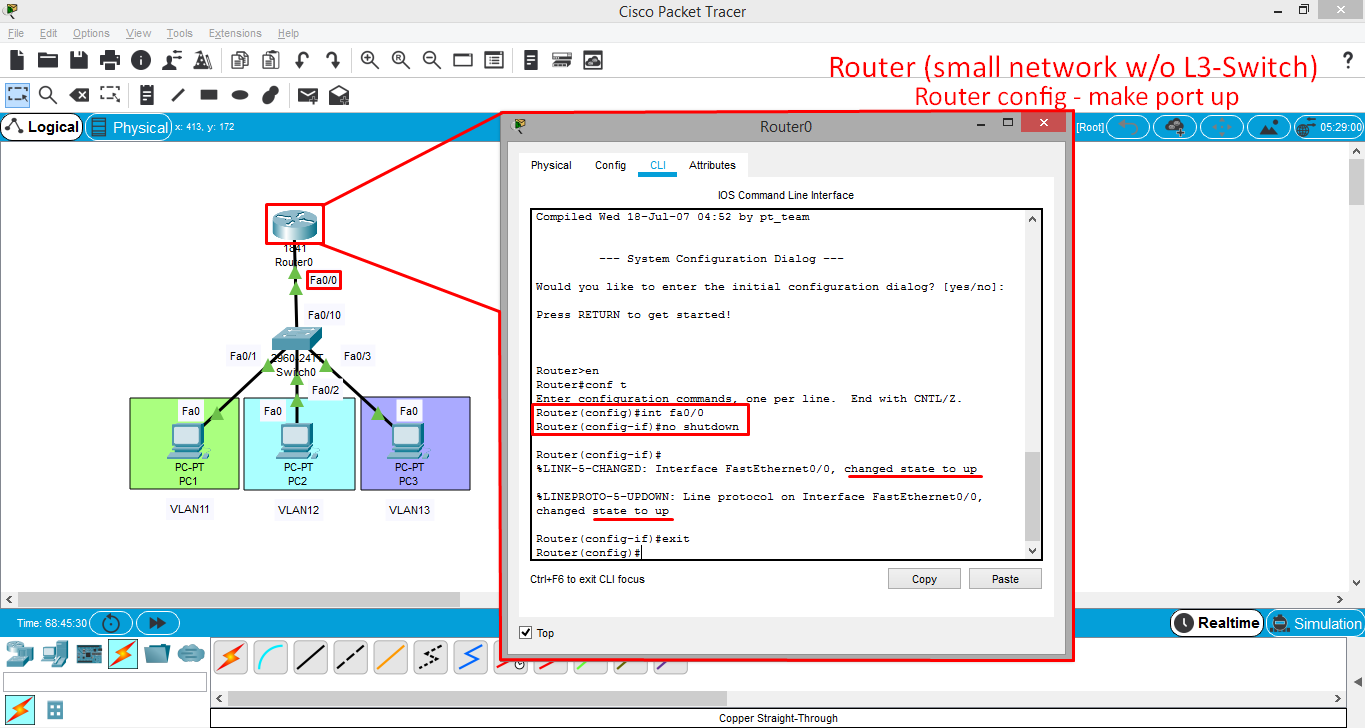 Cisco Packet Tracer
File Edit Options View Tools Extensions Help
Router (small network w/o L3-Switch)
Router config - make port up
Logical
Physical
x: 413, y: 172
[Root]
05:29:00
1841
Router0
Fa0/0
Fa0/10
Fa0/1
Fa0/3
2960-24TT
Switch0
Fa0/2
Fa0
Fa0
Fa0
PC-PT
PC1
PC-PT
PC2
PC-PT
PC3
VLAN11
VLAN12
VLAN13
Router0
Physical Config CLI Attributes
IOS Command Line Interface
Compiled Wed 18-Jul-07 04:52 by pt_team
--- System Configuration Dialog ---
Would you like to enter the initial configuration dialog? [yes/no]:
Press RETURN to get started!
Router>en
Router#conf t
Enter configuration commands, one per line.  End with CNTL/Z.
Router(config)#int fa0/0
Router(config-if)#no shutdown
Router(config-if)#
%LINK-5-CHANGED: Interface FastEthernet0/0, changed state to up
%LINEPROTO-5-UPDOWN: Line protocol on Interface FastEthernet0/0,
changed state to up
Router(config-if)#exit
Router(config)#
Ctrl+F6 to exit CLI focus
Copy
Paste
Top
Time: 68:45:30
Realtime
Simulation
Copper Straight-Through